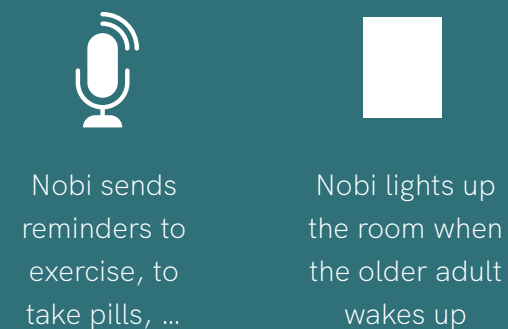 Nobi sends
reminders to
exercise, to
take pills, ...
Nobi lights up
the room when
the older adult
wakes up